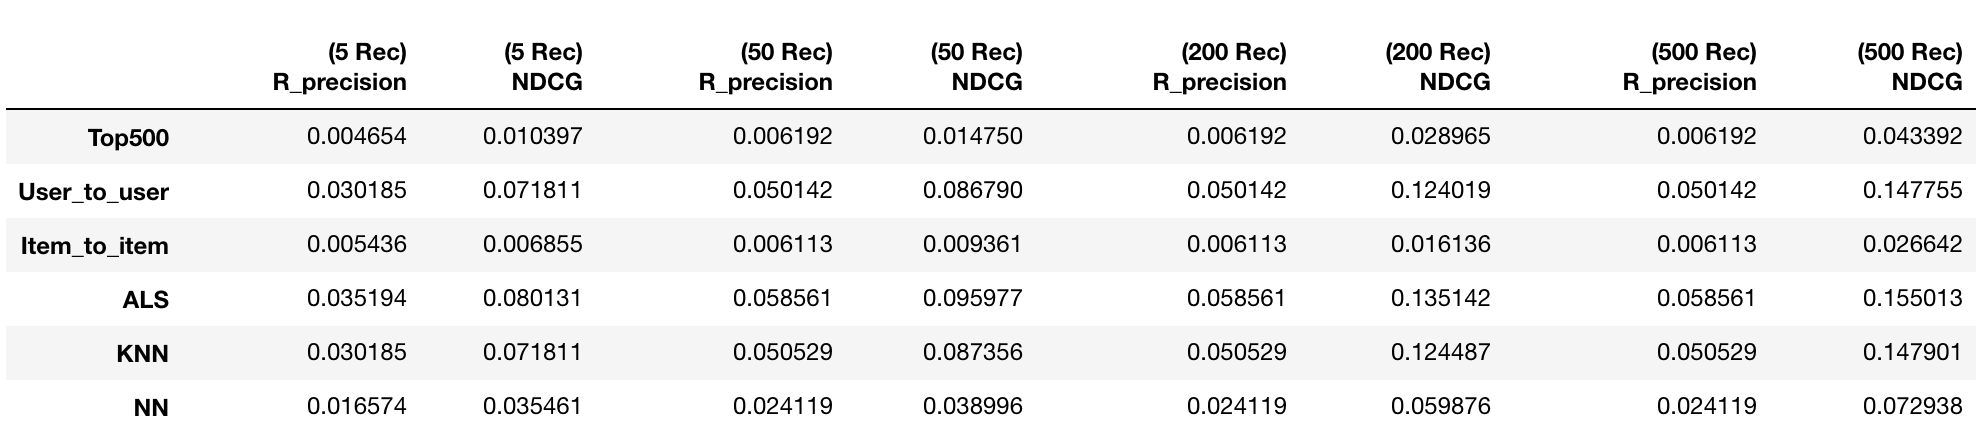 (5 Rec) (5 Rec) (50 Rec) (50 Rec) (200 Rec) (200 Rec) (500 Rec) (500 Rec)
R_precision NDCG R_precision NDCG R_precision NDCG R_precision NDCG
Top500 0.004654 0.010397 0.006192 0.014750 0.006192 0.028965 0.006192 0.043392
User_to_user 0.030185 0.071811 0.050142 0.086790 0.050142 0.124019 0.050142 0.147755
Item_to_item 0.005436 0.006855 0.006113 0.009361 0.006113 0.016136 0.006113 0.026642
ALS 0.035194 0.080131 0.058561 0.095977 0.058561 0.135142 0.058561 0.155013
KNN 0.030185 0.071811 0.050529 0.087356 0.050529 0.124487 0.050529 0.147901
NN 0.016574 0.035461 0.024119 0.038996 0.024119 0.059876 0.024119 0.072938